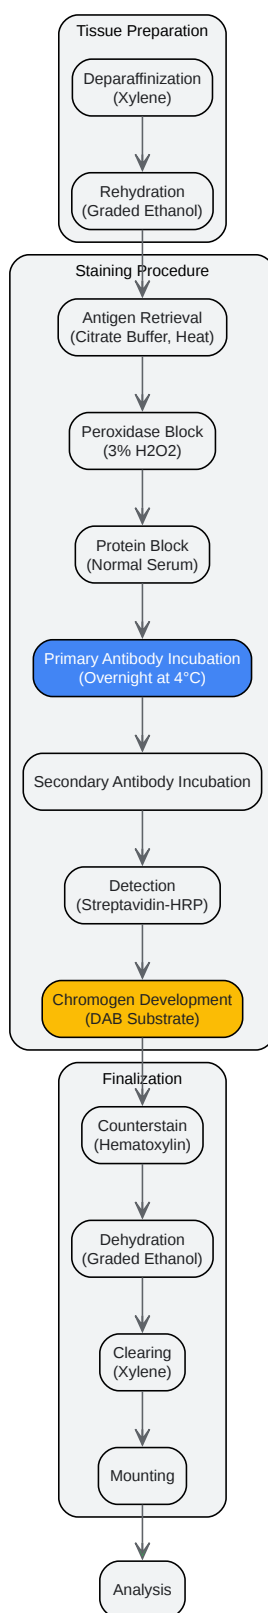 Tissue Preparation
Deparaffinization
(Xylene)
Rehydration
(Graded Ethanol)
Staining Procedure
Antigen Retrieval
(Citrate Buffer, Heat)
Peroxidase Block
(3% H2O2)
Protein Block
(Normal Serum)
Primary Antibody Incubation
(Overnight at 4°C)
Secondary Antibody Incubation
Detection
(Streptavidin-HRP)
Chromogen Development
(DAB Substrate)
Finalization
Counterstain
(Hematoxylin)
Dehydration
(Graded Ethanol)
Clearing
(Xylene)
Mounting
Analysis